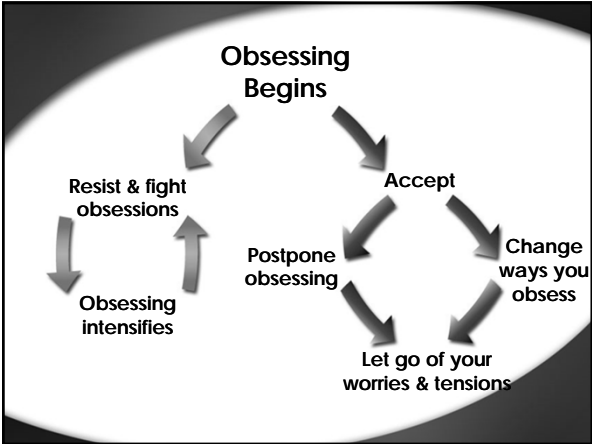 Obsessing
Begins
Resist & fight
obsessions
Accept
Postpone
obsessing
Change
ways you
obsess
Obsessing
intensifies
Let go of your
worries & tensions